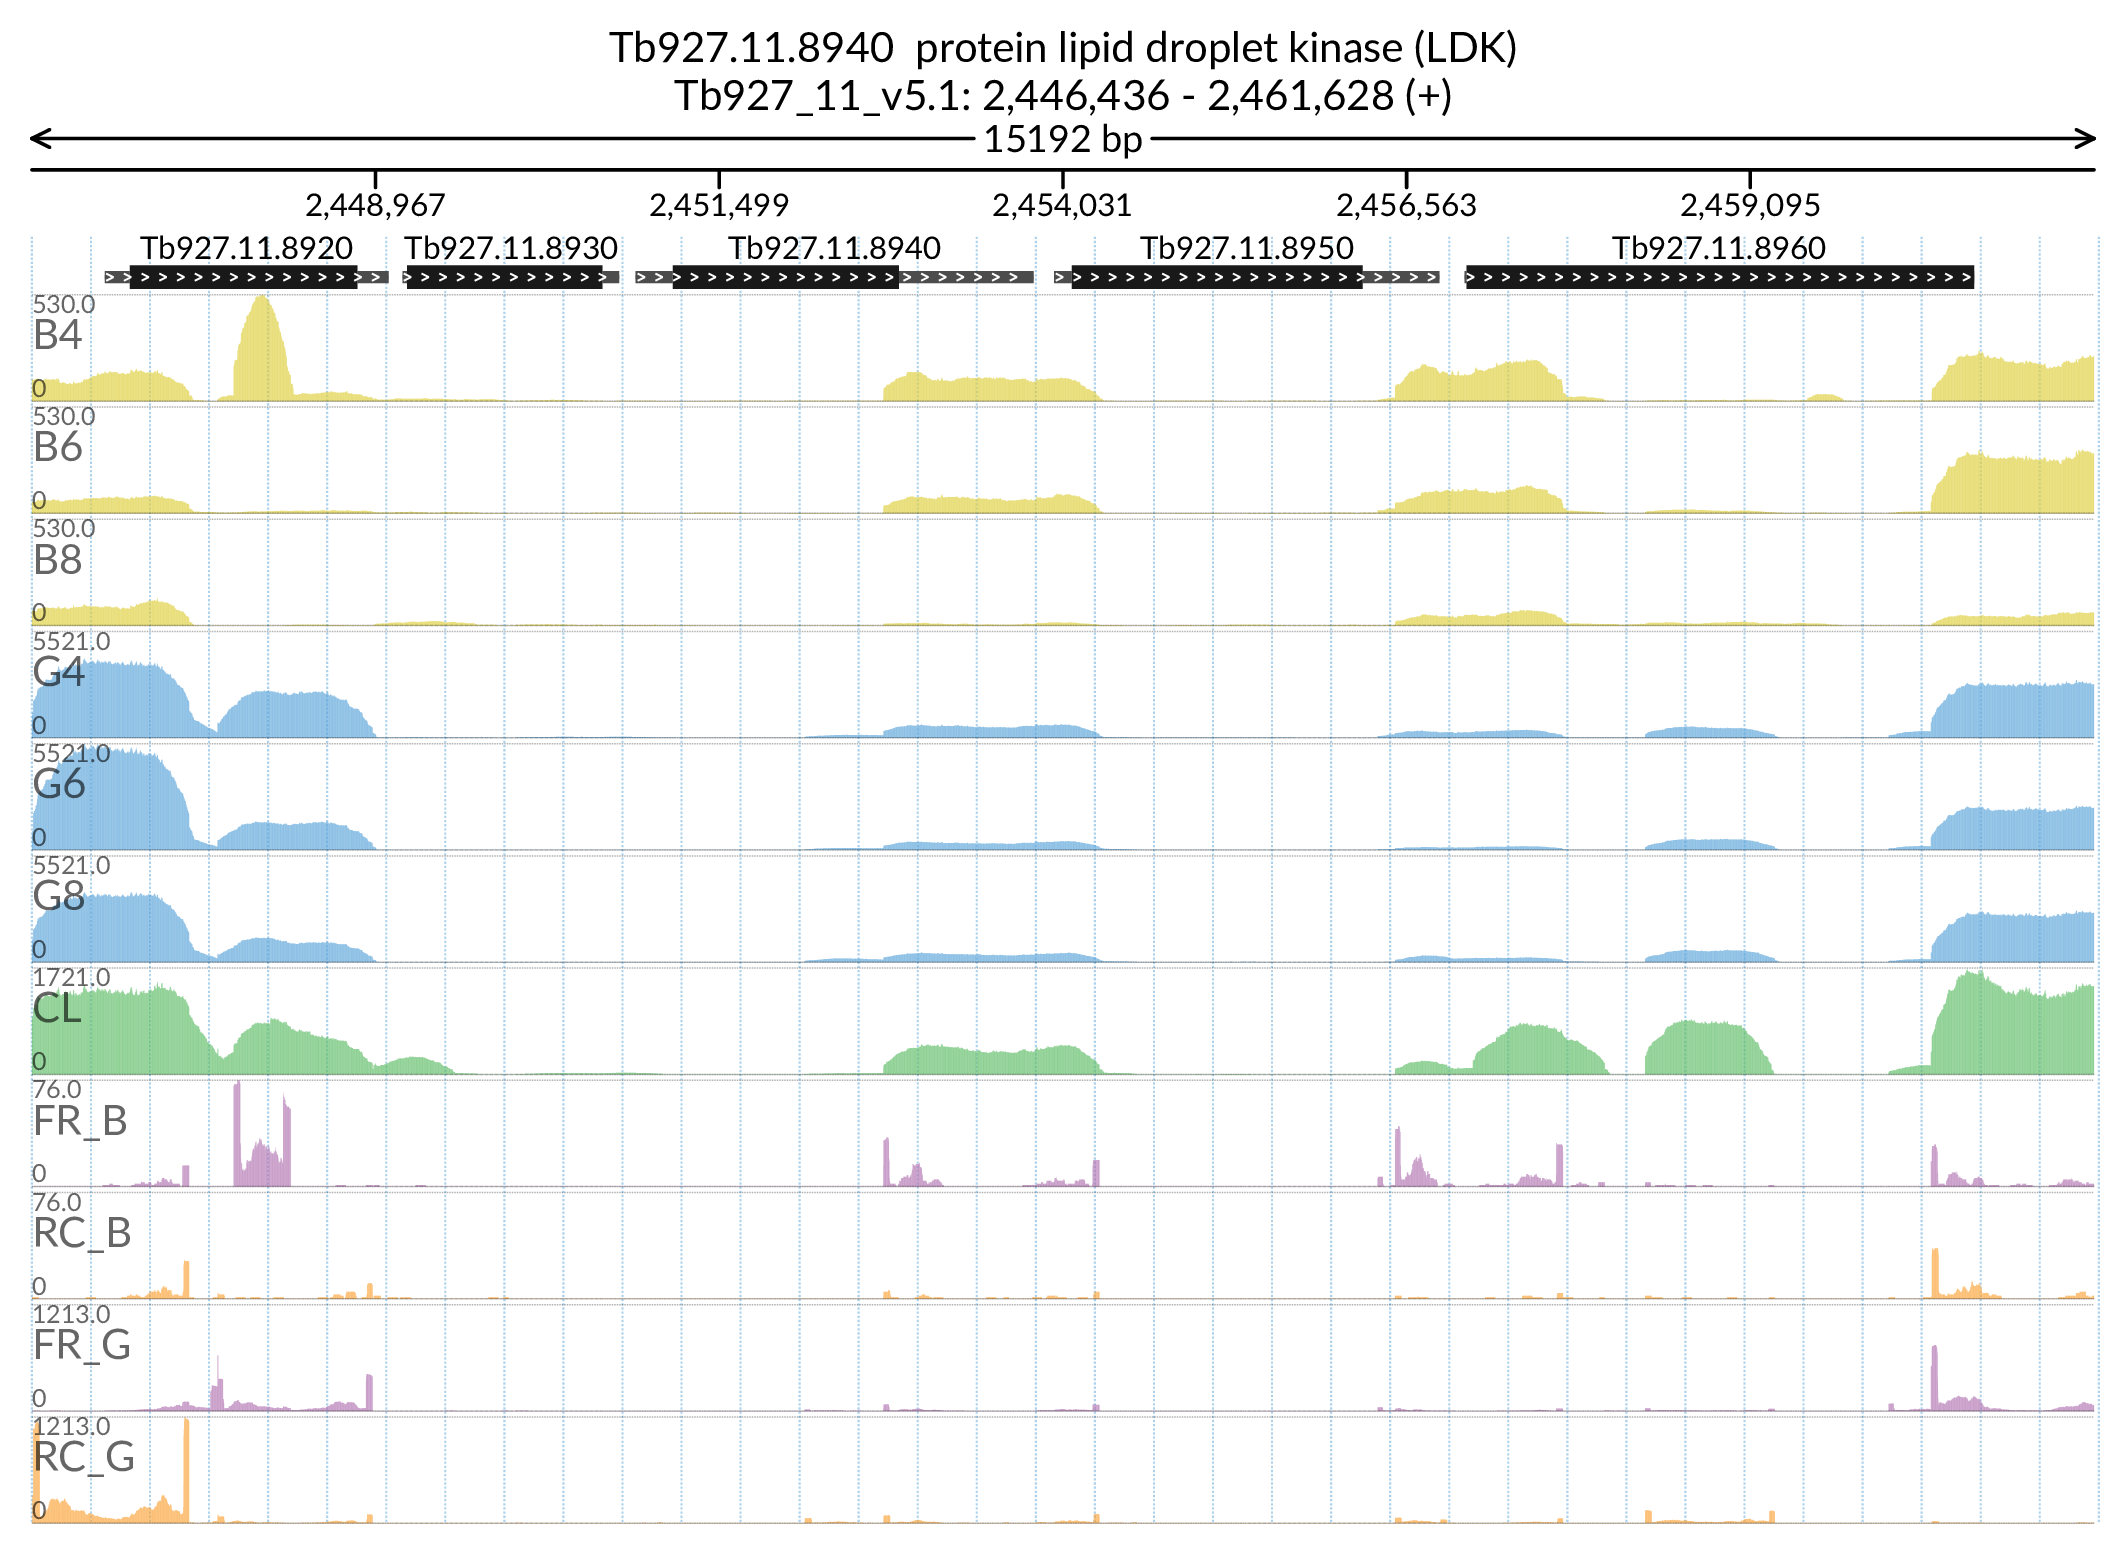 Tb927.11.8940  protein lipid droplet kinase (LDK)
Tb927_11_v5.1: 2,446,436 - 2,461,628 (+)
15192 bp
2,448,967 2,451,499 2,454,031 2,456,563 2,459,095
Tb927.11.8920 Tb927.11.8930 Tb927.11.8940 Tb927.11.8950 Tb927.11.8960
530.0
B4
0
530.0
B6
0
530.0
B8
0
5521.0
G4
0
5521.0
G6
0
5521.0
G8
0
1721.0
CL
0
76.0
FR_B
0
76.0
RC_B
0
1213.0
FR_G
0
1213.0
RC_G
0